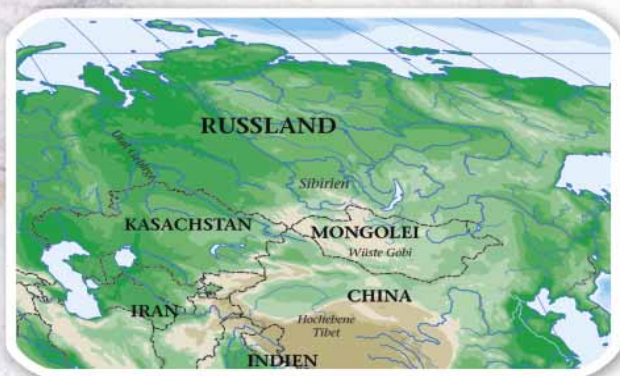 RUSSLAND
Ural Gebirge
Sibirien
KASACHSTAN
MONGOLEI
Wüste Gobi
CHINA
IRAN
Hochebene
Tibet
INDIEN